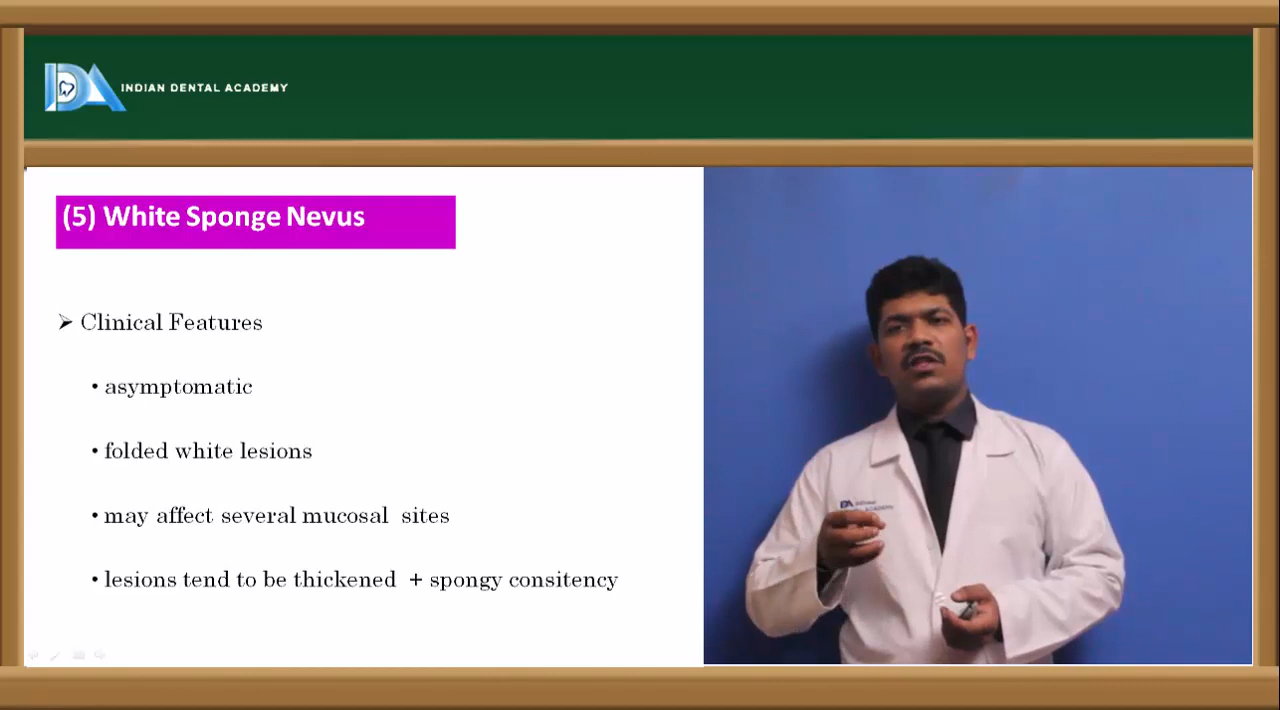 INDIAN DENTAL ACADEMY
(5) White Sponge Nevus
➢ Clinical Features
• asymptomatic
• folded white lesions
• may affect several mucosal sites
• lesions tend to be thickened + spongy consitency